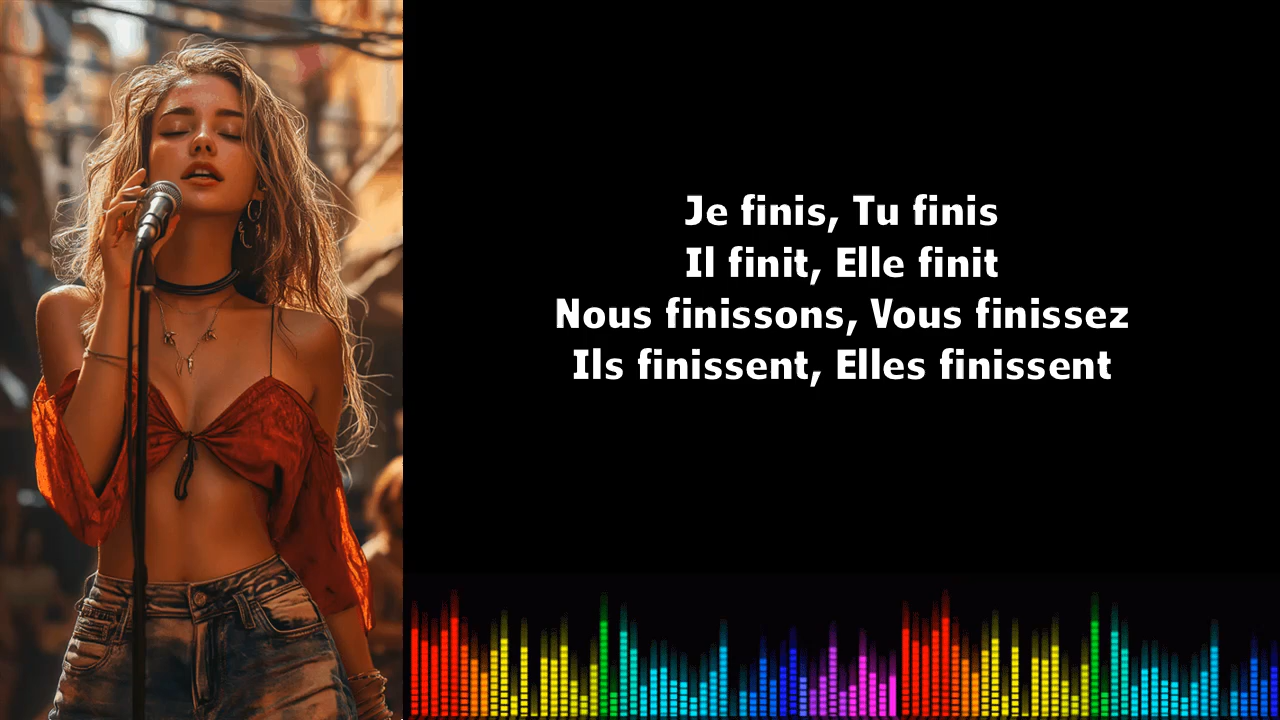 Je finis, Tu finis
Il finit, Elle finit
Nous finissons, Vous finissez
Ils finissent, Elles finissent